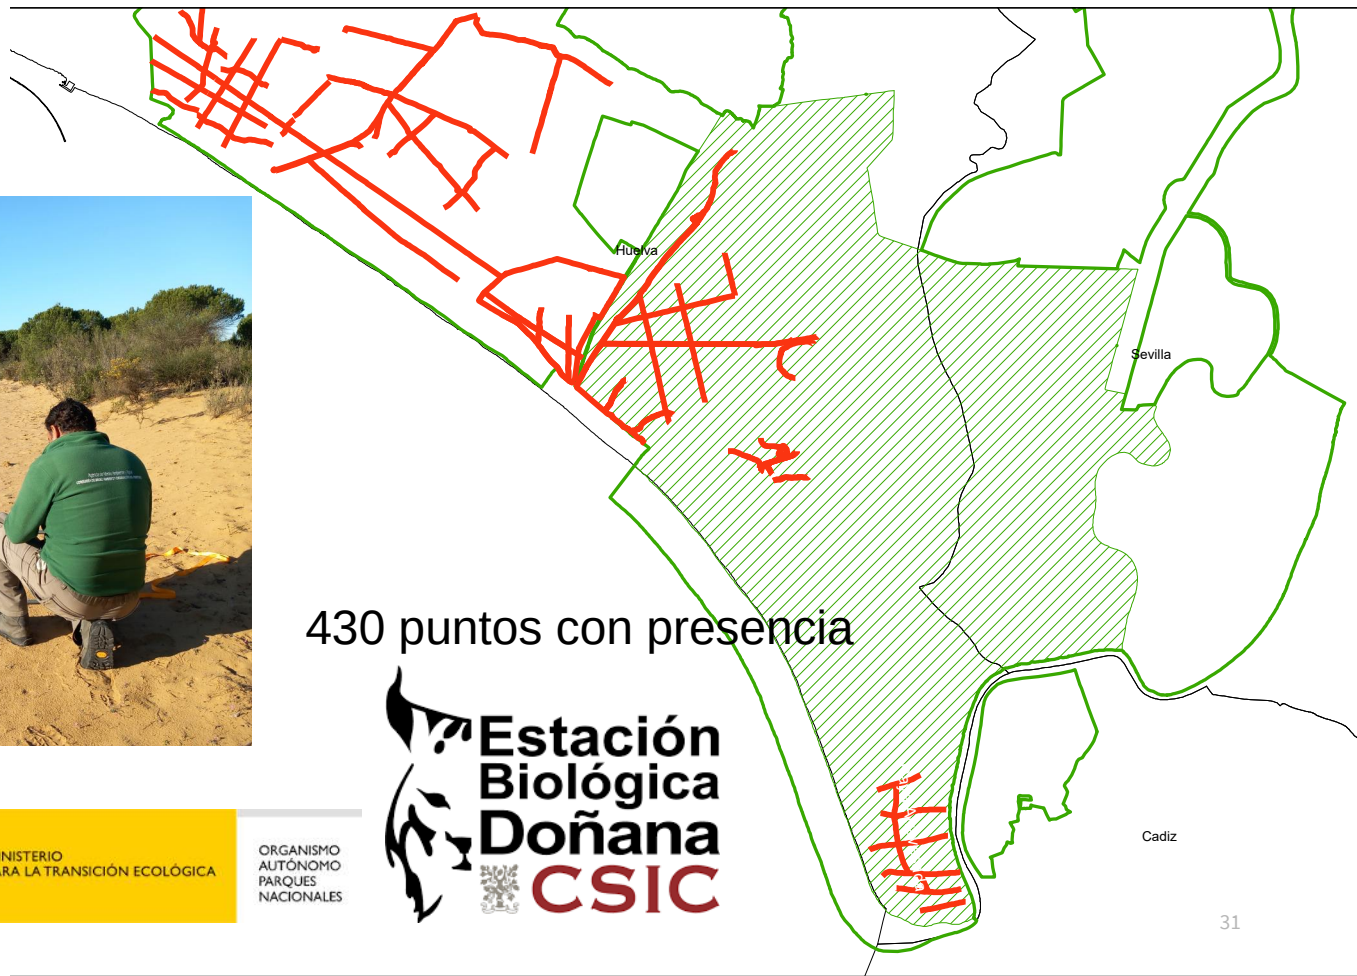 Huelva
Sevilla
430 puntos con presencia
Estación
Biológica
Doñana
CSIC
NISTERIO
RA LA TRANSICIÓN ECOLÓGICA
ORGANISMO
AUTÓNOMO
PARQUES
NACIONALES
Cadiz
31